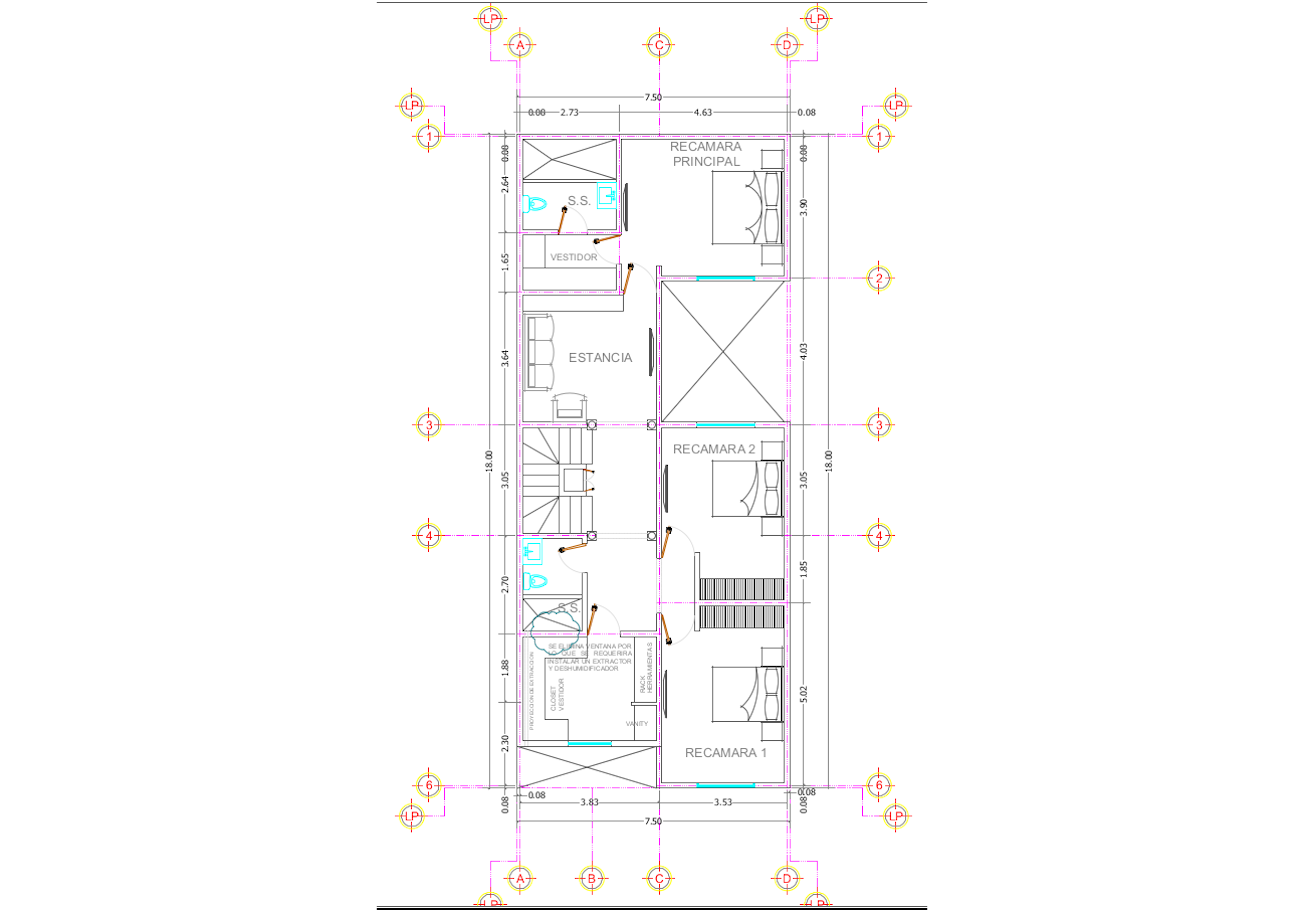 LP
LP
A
C
D
7.50
LP
LP
0.08
2.73
4.63
0.08
1
1
RECAMARA
PRINCIPAL
0.08
0.08
2.64
S.S.
3.90
VESTIDOR
1.65
2
2.70
3.64
ESTANCIA
4.03
3
3
RECAMARA 2
18.00
18.00
3.05
3.05
4
4
1.85
S.S.
SE ELIMINA VENTANA POR
LO QUE SE REQUERIRA
INSTALAR UN EXTRACTOR
Y DESHUMIDIFICADOR
RACK
HERRAMIENTAS
PROYECCION DE EXTRACCION
1.88
CLOSET
VESTIDOR
5.02
VANITY
2.30
RECAMARA 1
6
6
0.08
0.08
0.08
0.08
3.83
3.53
LP
LP
7.50
A
B
C
D
LP
LP